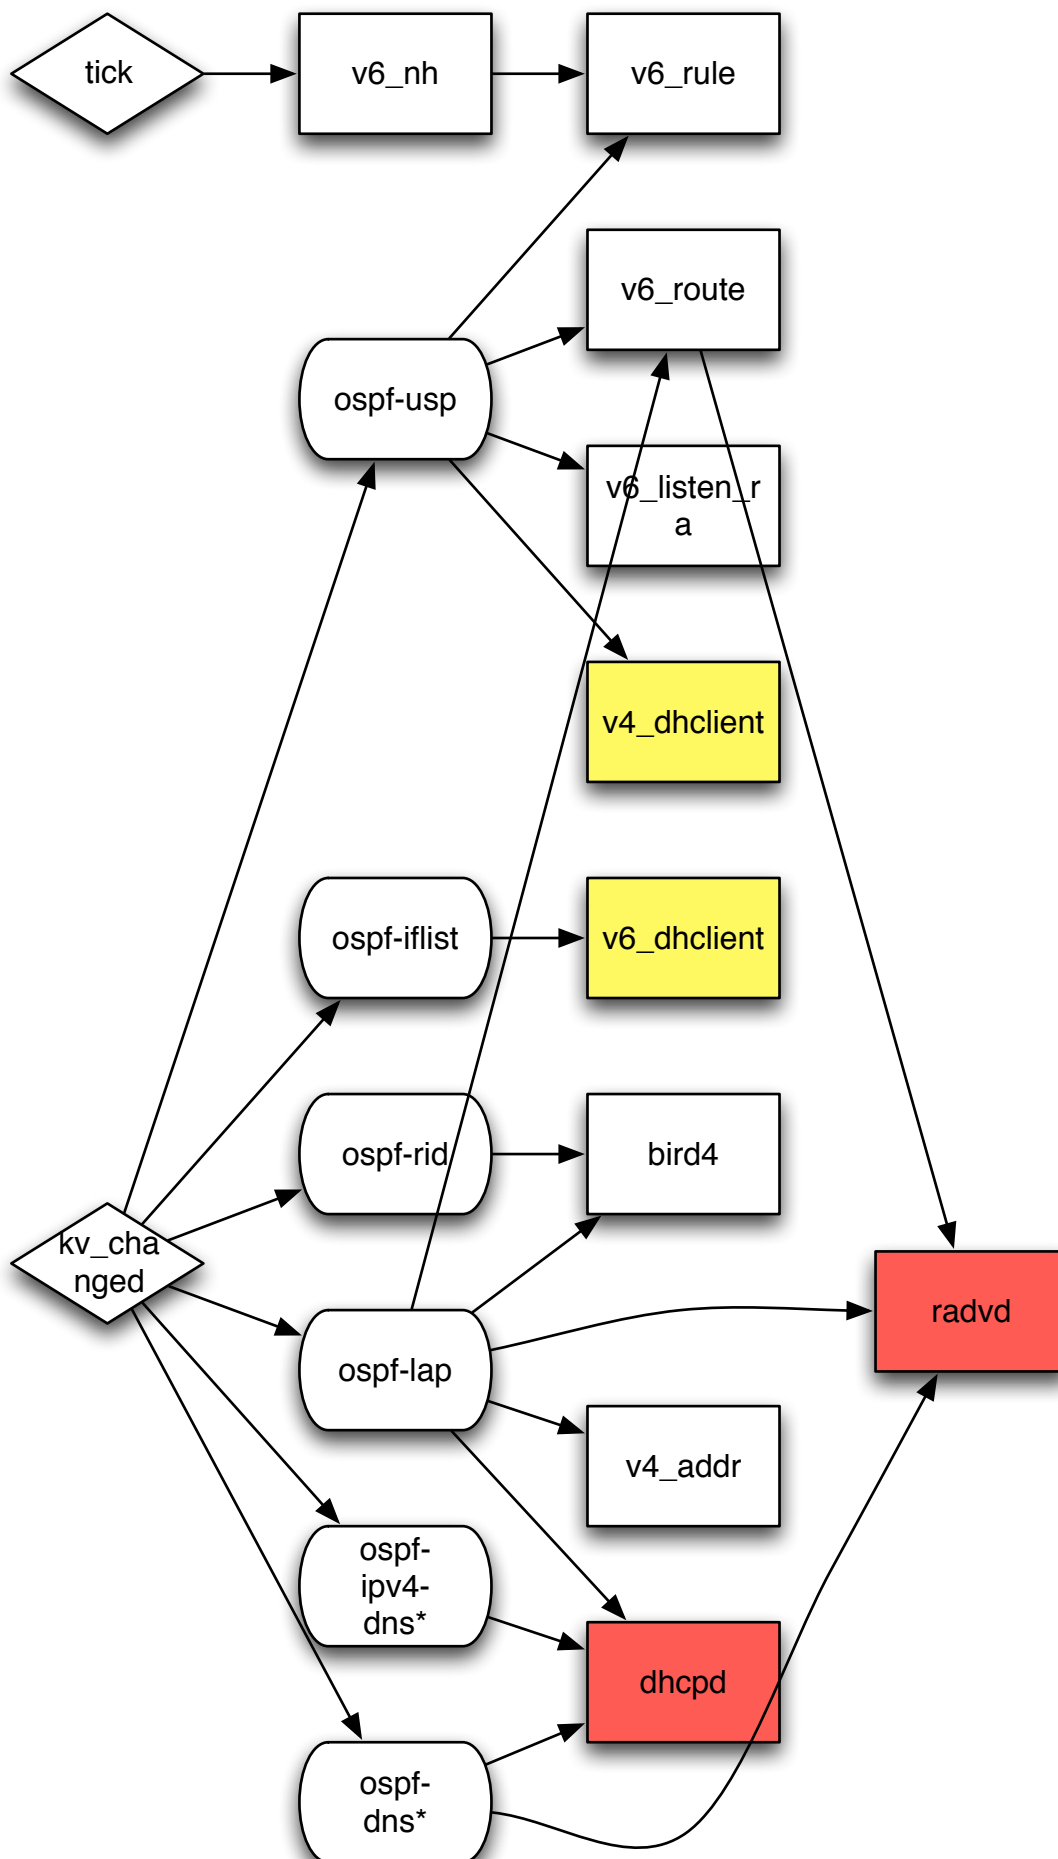 tick
v6_nh
v6_rule
v6_route
ospf-usp
v6_listen_r
a
v4_dhclient
ospf-iflist
v6_dhclient
ospf-rid
bird4
kv_cha
nged
radvd
ospf-lap
v4_addr
ospf-
ipv4-
dns*
dhcpd
ospf-
dns*